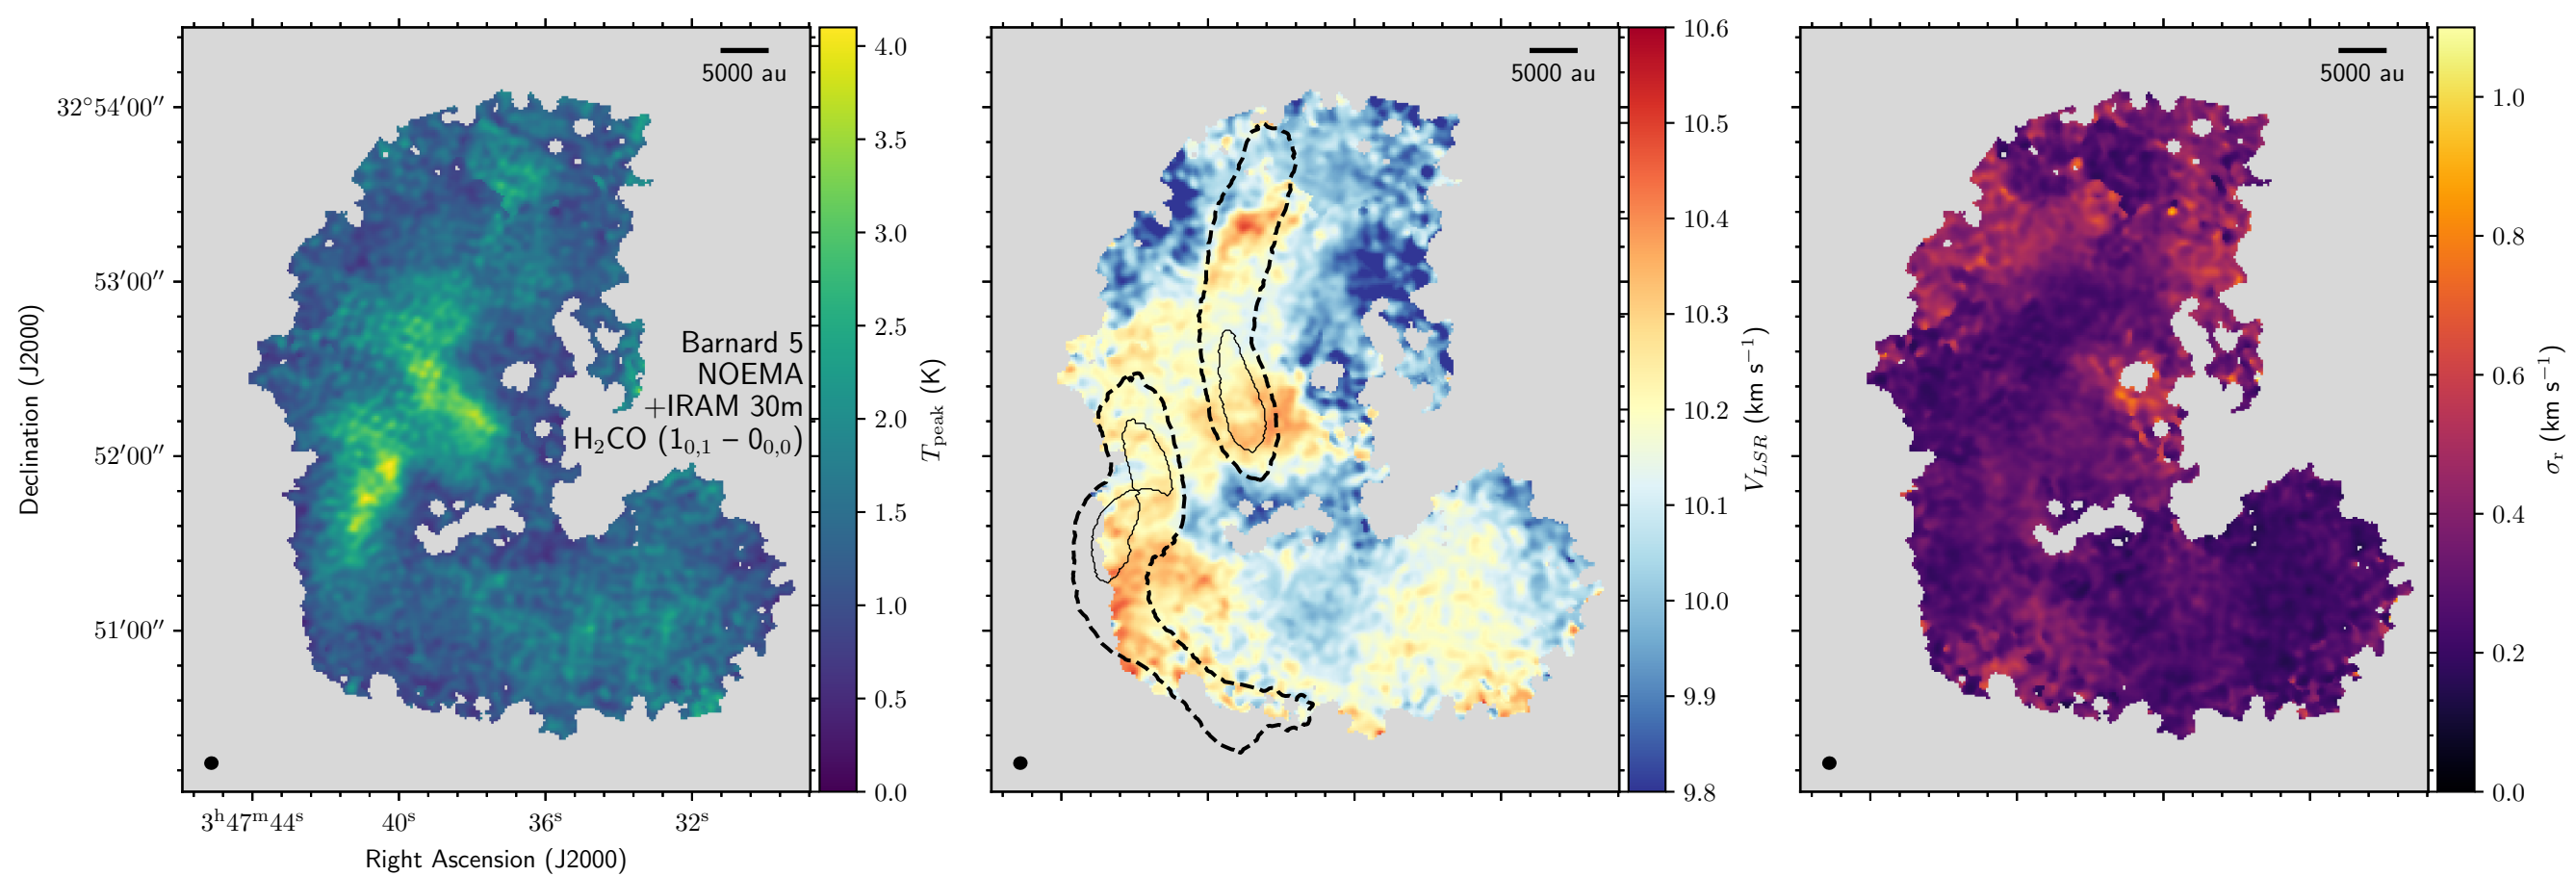 5000 au
Barnard 5
NOEMA
+IRAM 30m
H₂CO (1₀,₁ − 0₀,₀)
32°54′00″
53′00″
52′00″
51′00″
Declination (J2000)
3ʰ47ᵐ44ˢ
40ˢ
36ˢ
32ˢ
Right Ascension (J2000)
4.0
3.5
3.0
2.5
2.0
1.5
1.0
0.5
0.0
T_peak (K)
5000 au
10.6
10.5
10.4
10.3
10.2
10.1
10.0
9.9
9.8
V_LSR (km s⁻¹)
5000 au
1.0
0.8
0.6
0.4
0.2
0.0
σ_r (km s⁻¹)